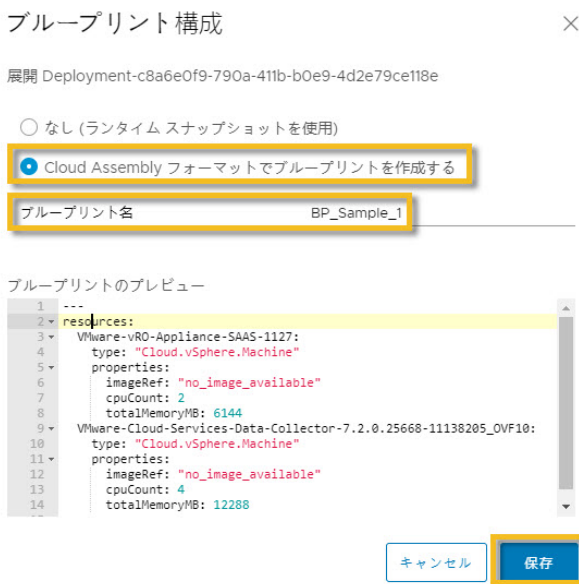 ブループリント構成
展開 Deployment-c8a6e0f9-790a-411b-b0e9-4d2e79ce118e
なし (ランタイム スナップショットを使用)
Cloud Assembly フォーマットでブループリントを作成する
ブループリント名 BP_Sample_1
ブループリントのプレビュー
1 ---
2 resources:
3 VMware-vRO-Appliance-SAAS-1127:
4 type: "Cloud.vSphere.Machine"
5 properties:
6 imageRef: "no_image_available"
7 cpuCount: 2
8 totalMemoryMB: 6144
9 VMware-Cloud-Services-Data-Collector-7.2.0.25668-11138205_OVF10:
10 type: "Cloud.vSphere.Machine"
11 properties:
12 imageRef: "no_image_available"
13 cpuCount: 4
14 totalMemoryMB: 12288
キャンセル 保存